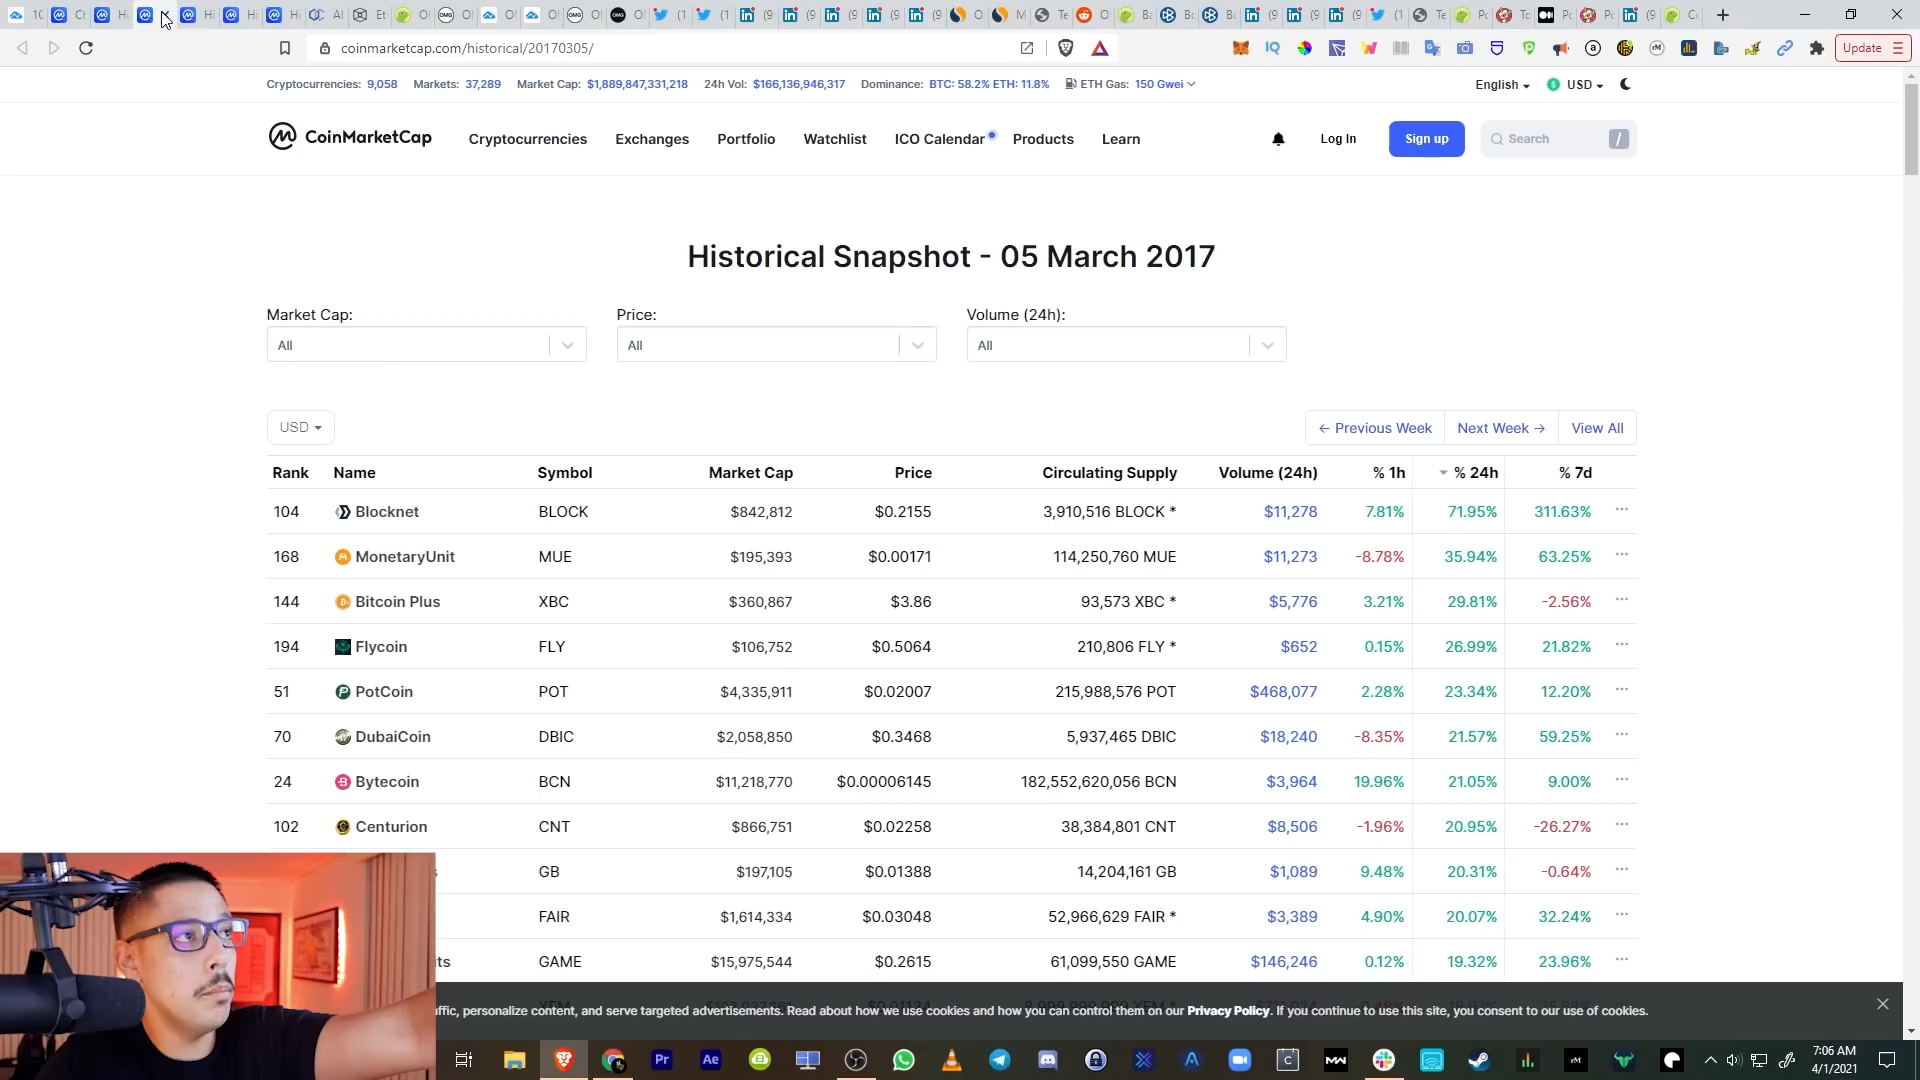 coinmarketcap.com/historical/20170305/
Update
Cryptocurrencies: 9,058 Markets: 37,289 Market Cap: $1,889,847,331,218 24h Vol: $166,136,946,317 Dominance: BTC: 58.2% ETH: 11.8% ETH Gas: 150 Gwei
English USD
CoinMarketCap Cryptocurrencies Exchanges Portfolio Watchlist ICO Calendar Products Learn Log In Sign up Search /
Historical Snapshot - 05 March 2017
Market Cap: Price: Volume (24h):
All All All
USD ← Previous Week Next Week → View All
Rank Name Symbol Market Cap Price Circulating Supply Volume (24h) % 1h % 24h % 7d
104 Blocknet BLOCK $842,812 $0.2155 3,910,516 BLOCK * $11,278 7.81% 71.95% 311.63% ...
168 MonetaryUnit MUE $195,393 $0.00171 114,250,760 MUE $11,273 -8.78% 35.94% 63.25% ...
144 Bitcoin Plus XBC $360,867 $3.86 93,573 XBC * $5,776 3.21% 29.81% -2.56% ...
194 Flycoin FLY $106,752 $0.5064 210,806 FLY * $652 0.15% 26.99% 21.82% ...
51 PotCoin POT $4,335,911 $0.02007 215,988,576 POT $468,077 2.28% 23.34% 12.20% ...
70 DubaiCoin DBIC $2,058,850 $0.3468 5,937,465 DBIC $18,240 -8.35% 21.57% 59.25% ...
24 Bytecoin BCN $11,218,770 $0.00006145 182,552,620,056 BCN $3,964 19.96% 21.05% 9.00% ...
102 Centurion CNT $866,751 $0.02258 38,384,801 CNT $8,506 -1.96% 20.95% -26.27% ...
GB $197,105 $0.01388 14,204,161 GB $1,089 9.48% 20.31% -0.64% ...
FAIR $1,614,334 $0.03048 52,966,629 FAIR * $3,389 4.90% 20.07% 32.24% ...
ts GAME $15,975,544 $0.2615 61,099,550 GAME $146,246 0.12% 19.32% 23.96% ...
ffic, personalize content, and serve targeted advertisements. Read about how we use cookies and how you can control them on our Privacy Policy. If you continue to use this site, you consent to our use of cookies.
7:06 AM
4/1/2021